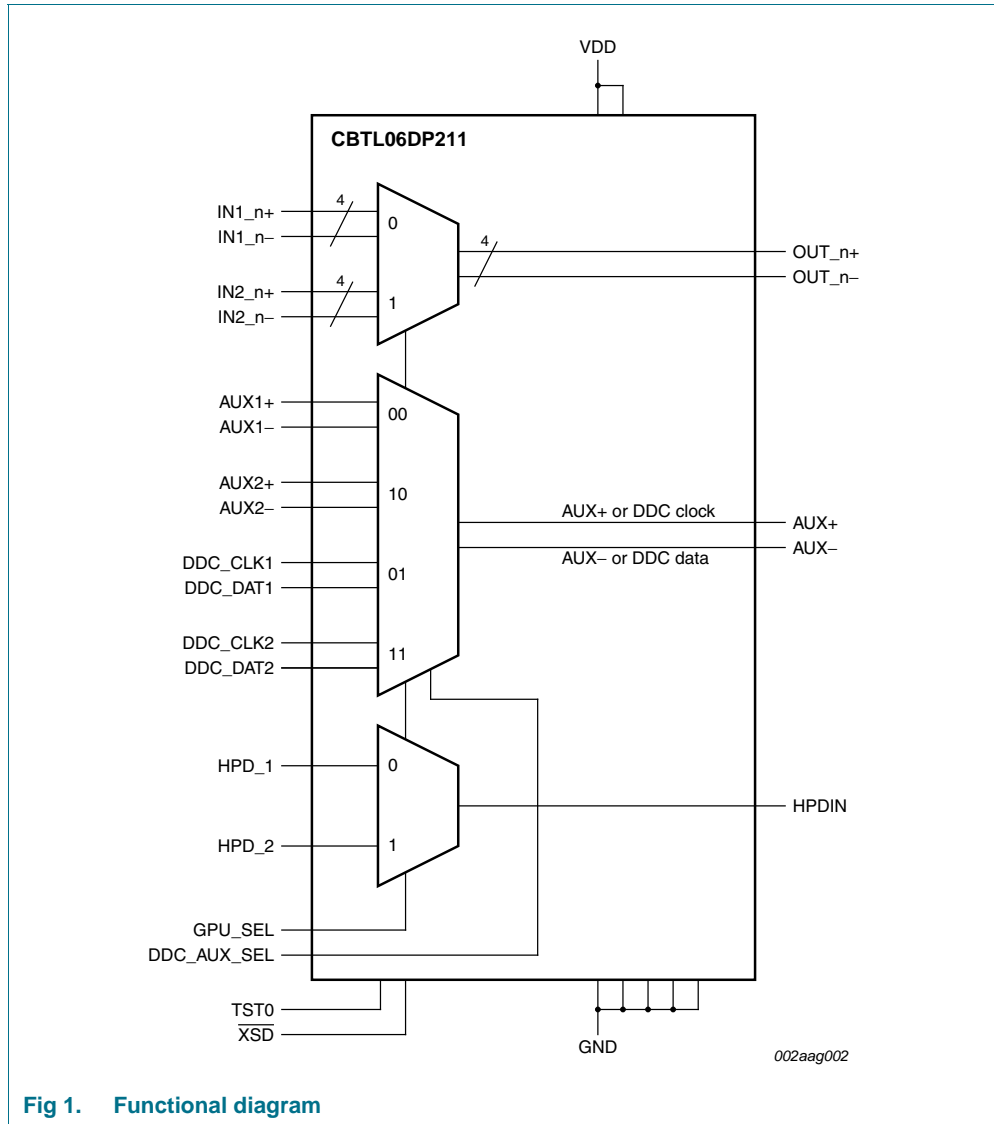 VDD
CBTL06DP211
IN1_n+
IN1_n−
4
0
IN2_n+
IN2_n−
4
1
4
OUT_n+
OUT_n−
AUX1+
AUX1−
00
AUX2+
AUX2−
10
DDC_CLK1
DDC_DAT1
01
DDC_CLK2
DDC_DAT2
11
AUX+ or DDC clock
AUX− or DDC data
AUX+
AUX−
HPD_1
0
HPD_2
1
HPDIN
GPU_SEL
DDC_AUX_SEL
TST0
XSD
GND
002aag002
Fig 1. Functional diagram